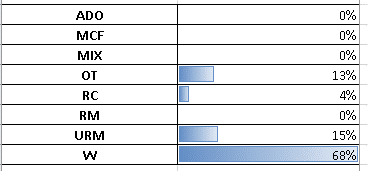 ADO 0%
MCF 0%
MIX 0%
OT 13%
RC 4%
RM 0%
URM 15%
W 68%